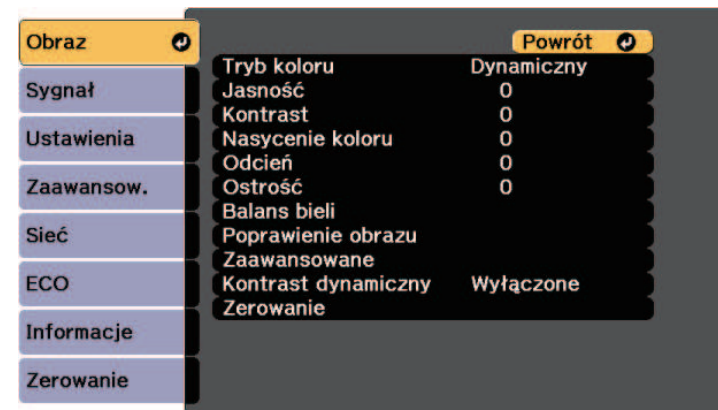 Obraz
Sygnał
Ustawienia
Zaawansow.
Sieć
ECO
Informacje
Zerowanie
Powrót
Tryb koloru Dynamiczny
Jasność 0
Kontrast 0
Nasycenie koloru 0
Odcień 0
Ostrość 0
Balans bieli
Poprawienie obrazu
Zaawansowane
Kontrast dynamiczny Wyłączone
Zerowanie